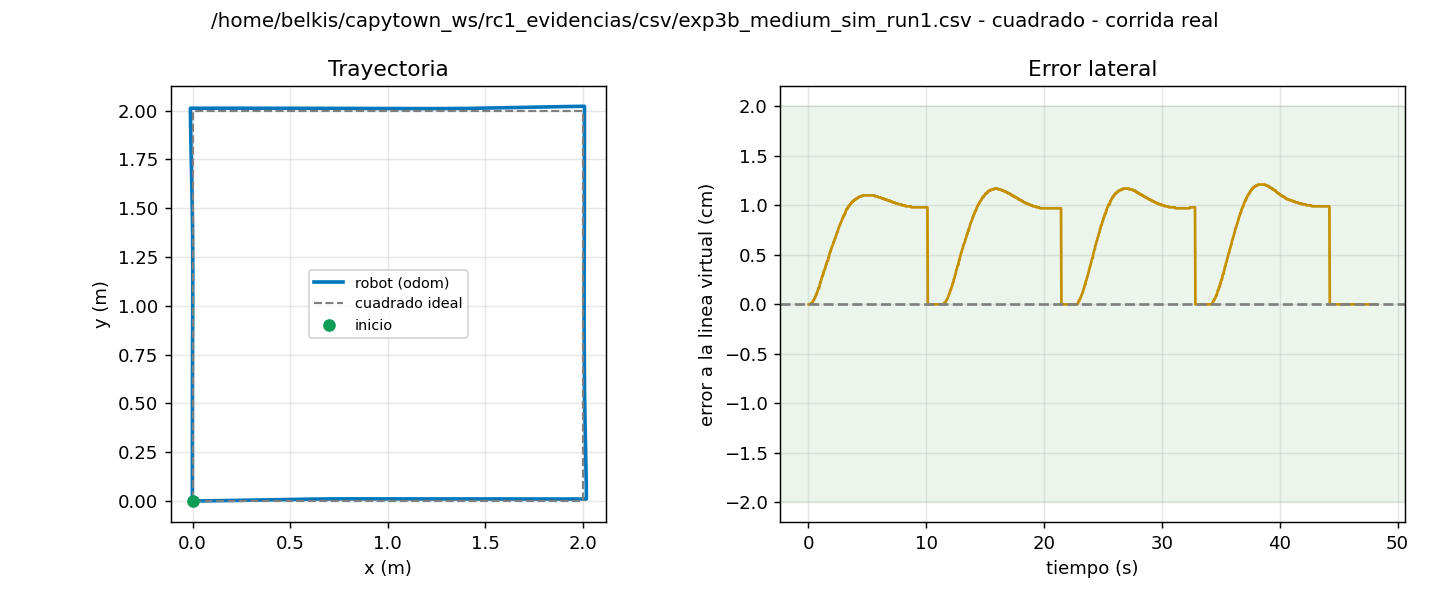 /home/belkis/capytown_ws/rc1_evidencias/csv/exp3b_medium_sim_run1.csv - cuadrado - corrida real
Trayectoria
2.00
1.75
1.50
1.25
1.00
0.75
0.50
0.25
0.00
y (m)
robot (odom)
cuadrado ideal
inicio
0.0
0.5
1.0
1.5
2.0
x (m)
Error lateral
2.0
1.5
1.0
0.5
0.0
−0.5
−1.0
−1.5
−2.0
error a la linea virtual (cm)
0
10
20
30
40
50
tiempo (s)